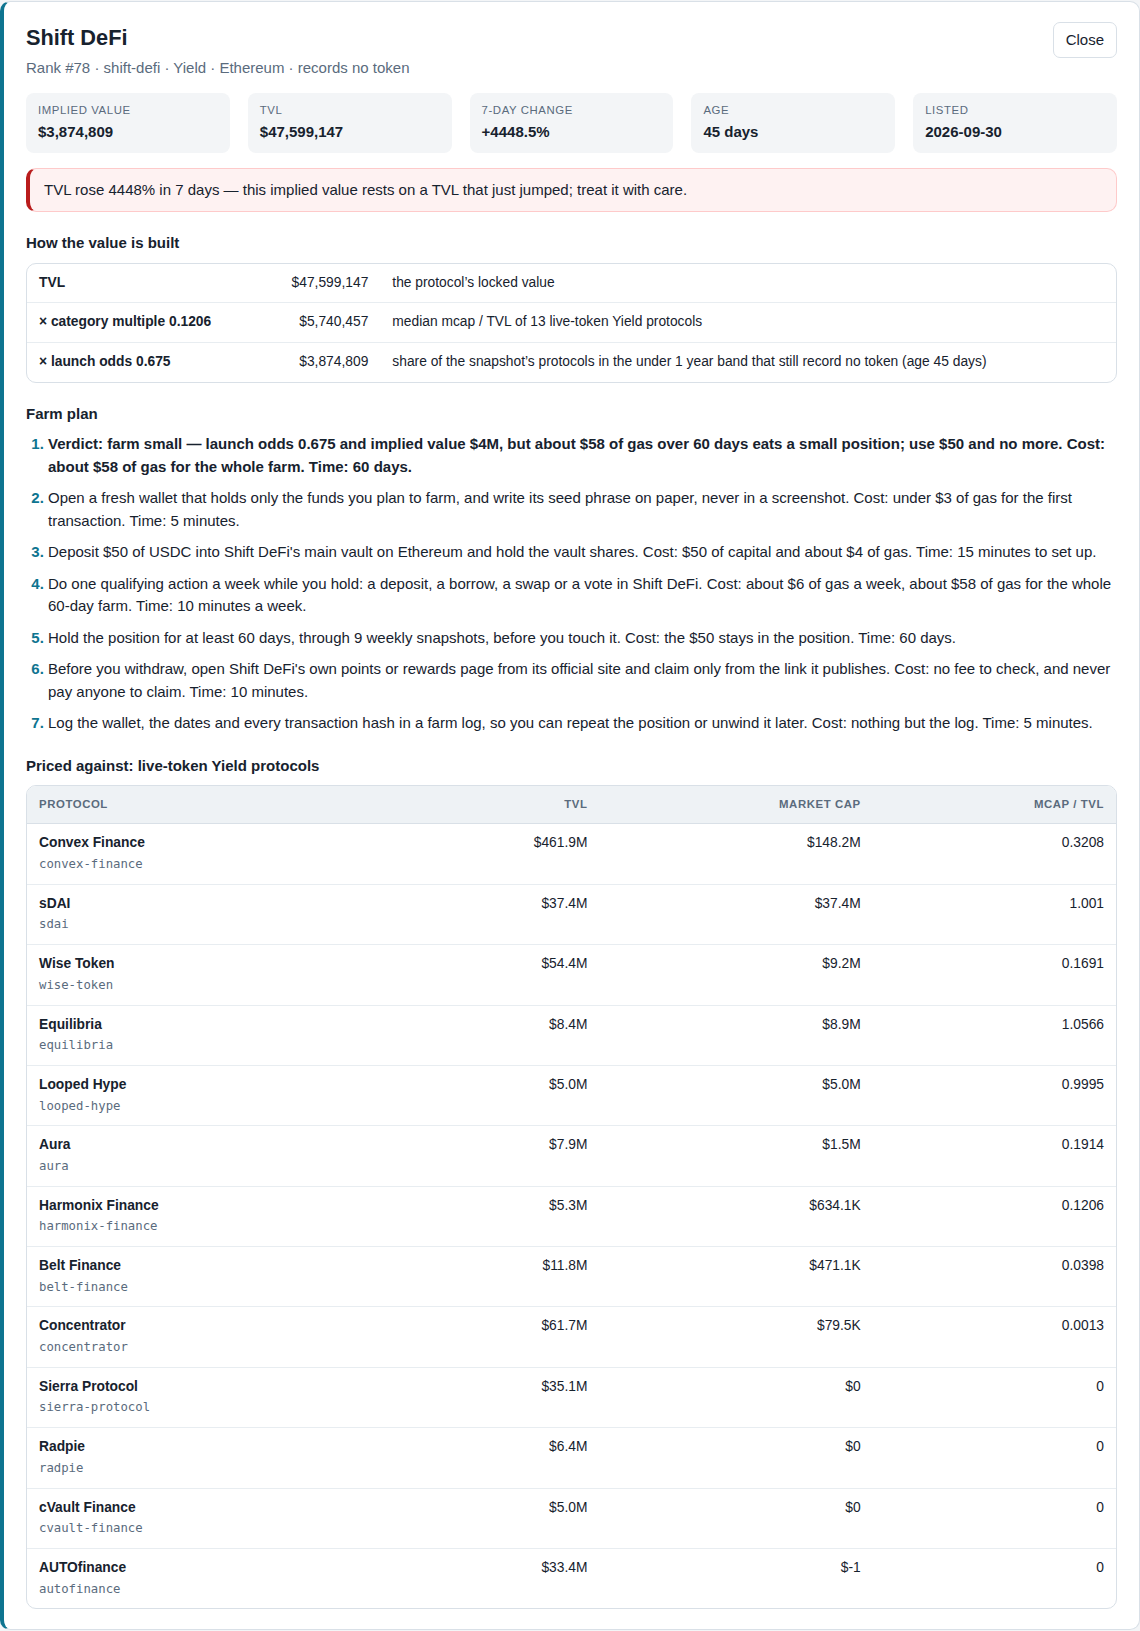 Shift DeFi
Close
Rank #78 · shift-defi · Yield · Ethereum · records no token
IMPLIED VALUE
$3,874,809
TVL
$47,599,147
7-DAY CHANGE
+4448.5%
AGE
45 days
LISTED
2026-09-30
TVL rose 4448% in 7 days — this implied value rests on a TVL that just jumped; treat it with care.
How the value is built
TVL $47,599,147 the protocol’s locked value
× category multiple 0.1206 $5,740,457 median mcap / TVL of 13 live-token Yield protocols
× launch odds 0.675 $3,874,809 share of the snapshot’s protocols in the under 1 year band that still record no token (age 45 days)
Farm plan
1. Verdict: farm small — launch odds 0.675 and implied value $4M, but about $58 of gas over 60 days eats a small position; use $50 and no more. Cost:
about $58 of gas for the whole farm. Time: 60 days.
2. Open a fresh wallet that holds only the funds you plan to farm, and write its seed phrase on paper, never in a screenshot. Cost: under $3 of gas for the first
transaction. Time: 5 minutes.
3. Deposit $50 of USDC into Shift DeFi's main vault on Ethereum and hold the vault shares. Cost: $50 of capital and about $4 of gas. Time: 15 minutes to set up.
4. Do one qualifying action a week while you hold: a deposit, a borrow, a swap or a vote in Shift DeFi. Cost: about $6 of gas a week, about $58 of gas for the whole
60-day farm. Time: 10 minutes a week.
5. Hold the position for at least 60 days, through 9 weekly snapshots, before you touch it. Cost: the $50 stays in the position. Time: 60 days.
6. Before you withdraw, open Shift DeFi's own points or rewards page from its official site and claim only from the link it publishes. Cost: no fee to check, and never
pay anyone to claim. Time: 10 minutes.
7. Log the wallet, the dates and every transaction hash in a farm log, so you can repeat the position or unwind it later. Cost: nothing but the log. Time: 5 minutes.
Priced against: live-token Yield protocols
PROTOCOL TVL MARKET CAP MCAP / TVL
Convex Finance $461.9M $148.2M 0.3208
convex-finance
sDAI $37.4M $37.4M 1.001
sdai
Wise Token $54.4M $9.2M 0.1691
wise-token
Equilibria $8.4M $8.9M 1.0566
equilibria
Looped Hype $5.0M $5.0M 0.9995
looped-hype
Aura $7.9M $1.5M 0.1914
aura
Harmonix Finance $5.3M $634.1K 0.1206
harmonix-finance
Belt Finance $11.8M $471.1K 0.0398
belt-finance
Concentrator $61.7M $79.5K 0.0013
concentrator
Sierra Protocol $35.1M $0 0
sierra-protocol
Radpie $6.4M $0 0
radpie
cVault Finance $5.0M $0 0
cvault-finance
AUTOfinance $33.4M $-1 0
autofinance